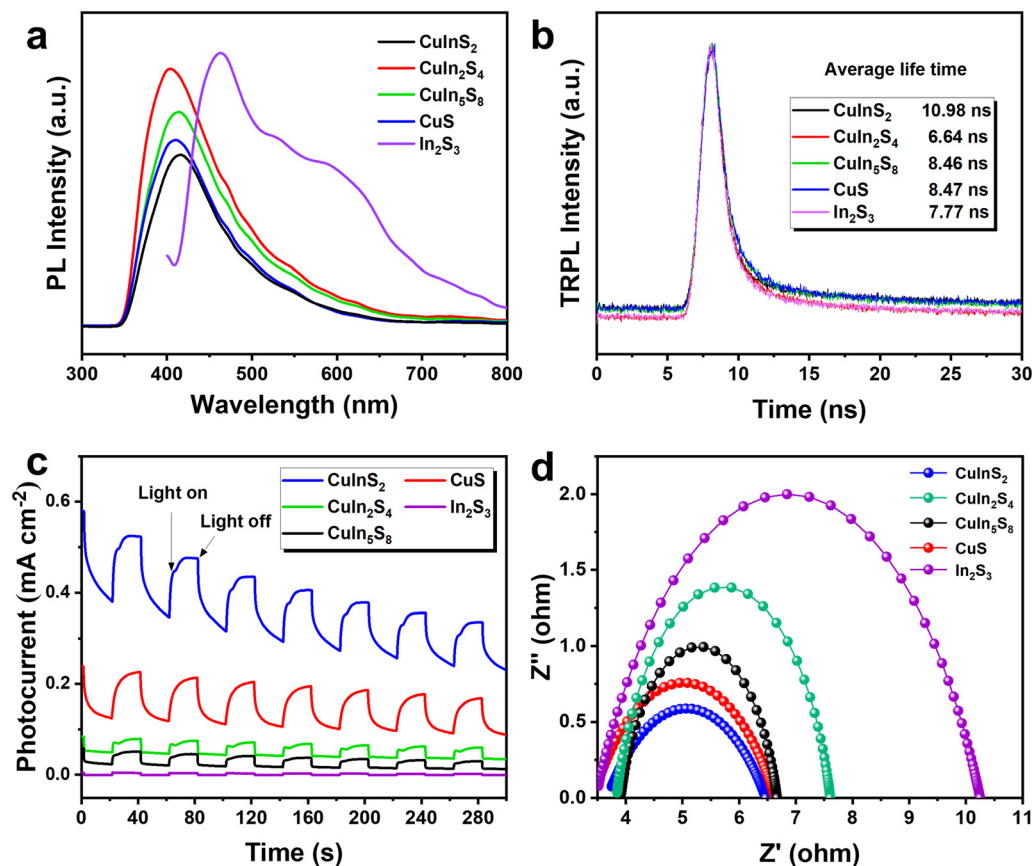 a
CuInS₂
CuIn₂S₄
CuIn₅S₈
CuS
In₂S₃
PL Intensity (a.u.)
300 400 500 600 700 800
Wavelength (nm)
b
Average life time
CuInS₂ 10.98 ns
CuIn₂S₄ 6.64 ns
CuIn₅S₈ 8.46 ns
CuS 8.47 ns
In₂S₃ 7.77 ns
TRPL Intensity (a.u.)
0 5 10 15 20 25 30
Time (ns)
c
CuInS₂ CuS
CuIn₂S₄ In₂S₃
CuIn₅S₈
Light on
Light off
Photocurrent (mA cm⁻²)
0.6
0.4
0.2
0.0
0 40 80 120 160 200 240 280
Time (s)
d
CuInS₂
CuIn₂S₄
CuIn₅S₈
CuS
In₂S₃
Z'' (ohm)
2.0
1.5
1.0
0.5
0.0
4 5 6 7 8 9 10 11
Z' (ohm)